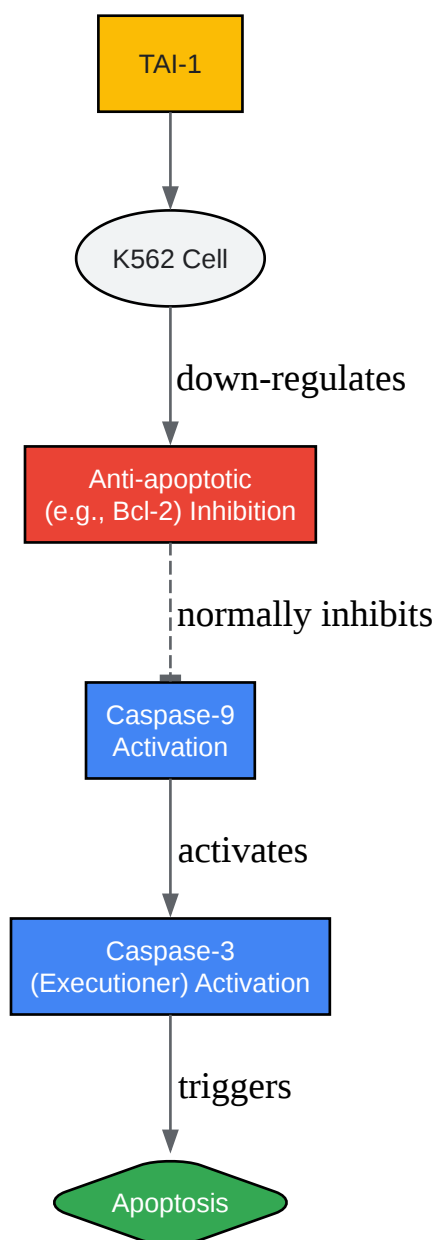 TAI-1
K562 Cell
down-regulates
Anti-apoptotic
(e.g., Bcl-2) Inhibition
normally inhibits
Caspase-9
Activation
activates
Caspase-3
(Executioner) Activation
triggers
Apoptosis